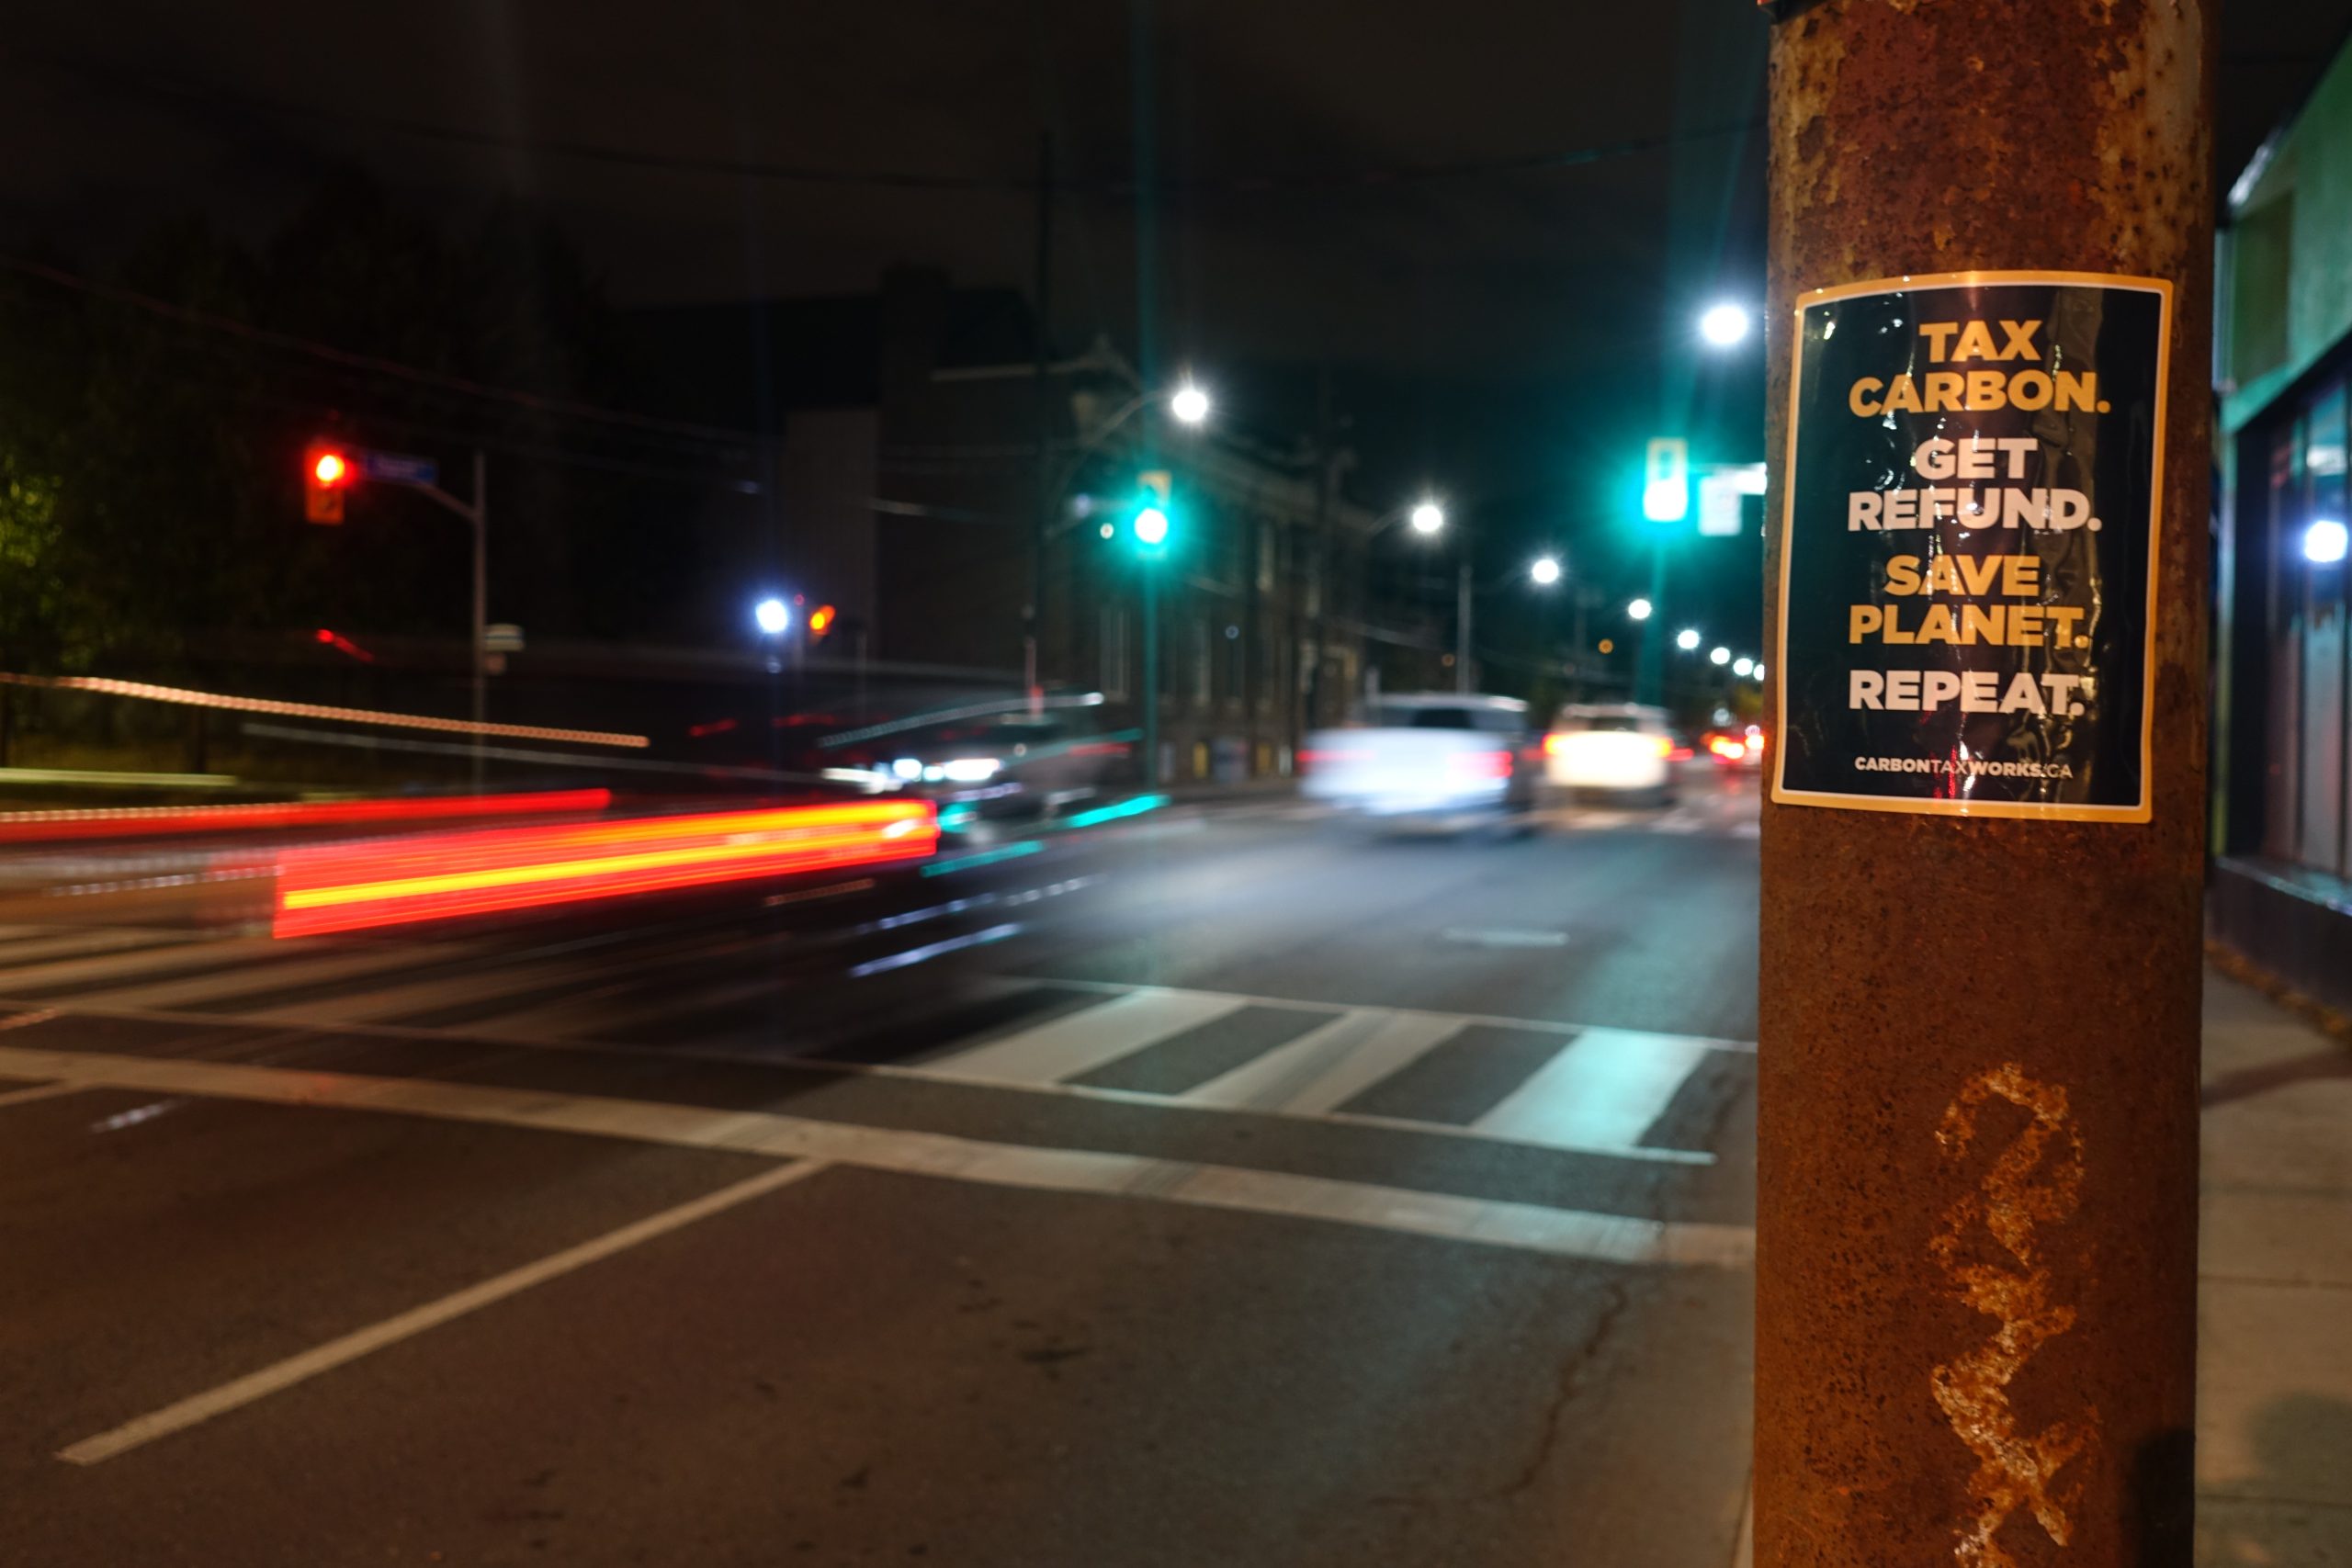 TAX
CARBON.
GET
REFUND.
SAVE
PLANET.
REPEAT.
CARBONTAXWORKS.CA